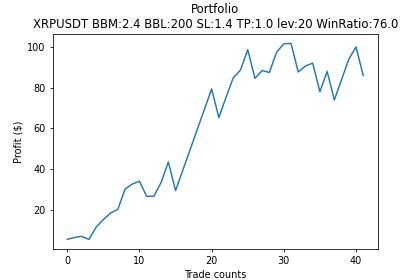 Portfolio
XRPUSDT BBM:2.4 BBL:200 SL:1.4 TP:1.0 lev:20 WinRatio:76.0
100
80
60
40
20
Profit ($)
0 10 20 30 40
Trade counts